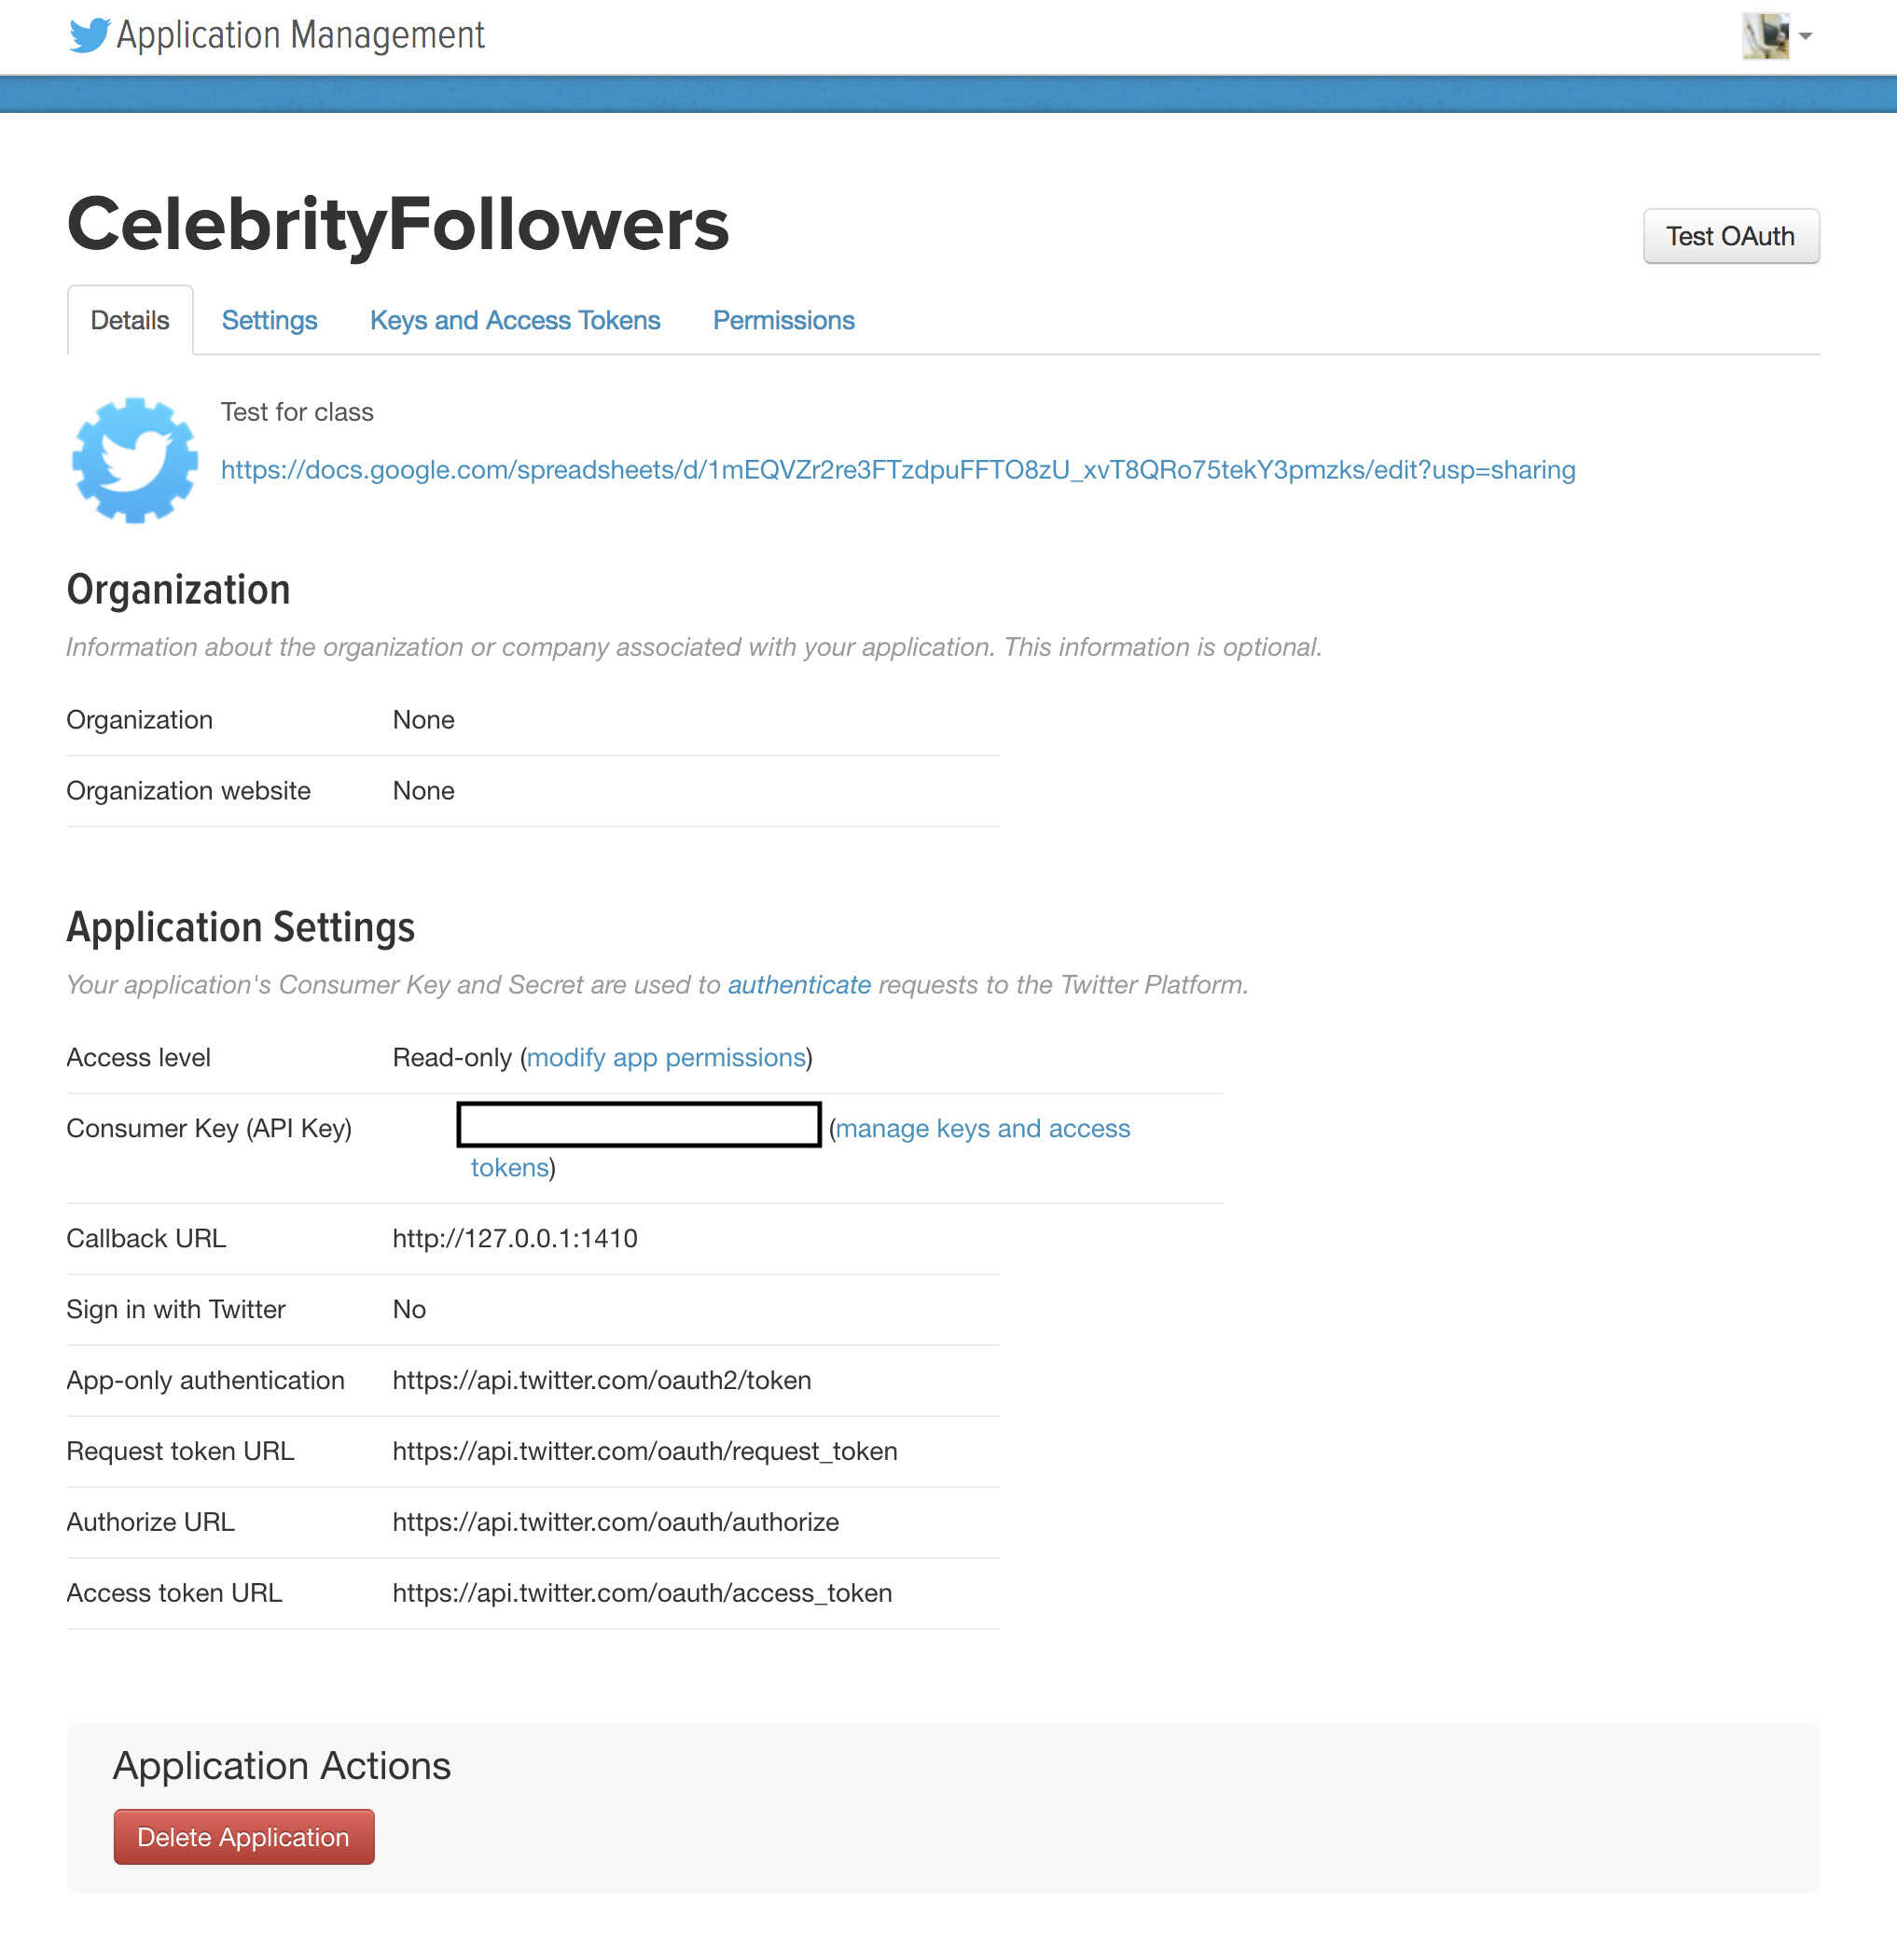 Application Management
CelebrityFollowers
Test OAuth
Details Settings Keys and Access Tokens Permissions
Test for class
https://docs.google.com/spreadsheets/d/1mEQVZr2re3FTzdpuFFTO8zU_xvT8QRo75tekY3pmzks/edit?usp=sharing
Organization
Information about the organization or company associated with your application. This information is optional.
Organization None
Organization website None
Application Settings
Your application's Consumer Key and Secret are used to authenticate requests to the Twitter Platform.
Access level Read-only (modify app permissions)
Consumer Key (API Key) (manage keys and access
tokens)
Callback URL http://127.0.0.1:1410
Sign in with Twitter No
App-only authentication https://api.twitter.com/oauth2/token
Request token URL https://api.twitter.com/oauth/request_token
Authorize URL https://api.twitter.com/oauth/authorize
Access token URL https://api.twitter.com/oauth/access_token
Application Actions
Delete Application